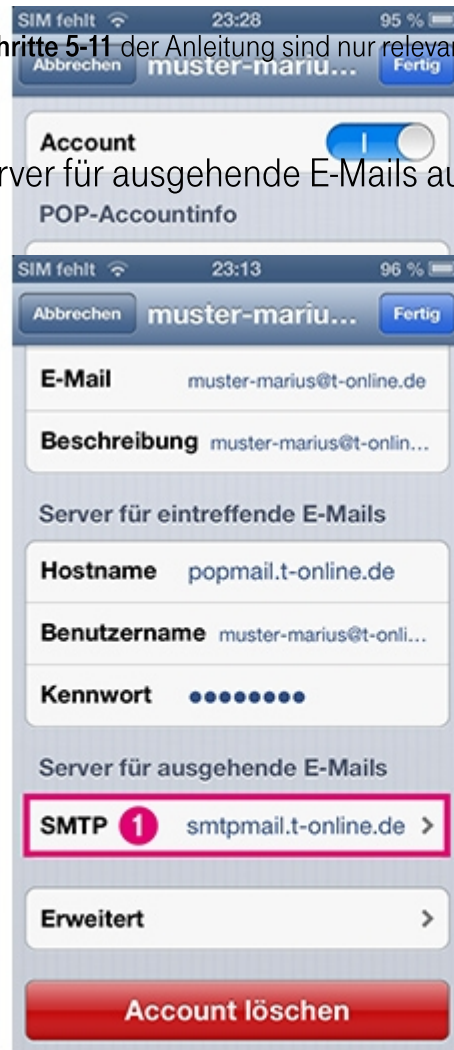 SIM fehlt 23:28 95 %
hritte 5-11 der Anleitung sind nur relevan
Abbrechen muster-mariu... Fertig
Account
rver für ausgehende E-Mails au
POP-Accountinfo
SIM fehlt 23:13 96 %
Abbrechen muster-mariu... Fertig
E-Mail muster-marius@t-online.de
Beschreibung muster-marius@t-onlin...
Server für eintreffende E-Mails
Hostname popmail.t-online.de
Benutzername muster-marius@t-onli...
Kennwort ●●●●●●●●
Server für ausgehende E-Mails
SMTP 1 smtpmail.t-online.de >
Erweitert >
Account löschen